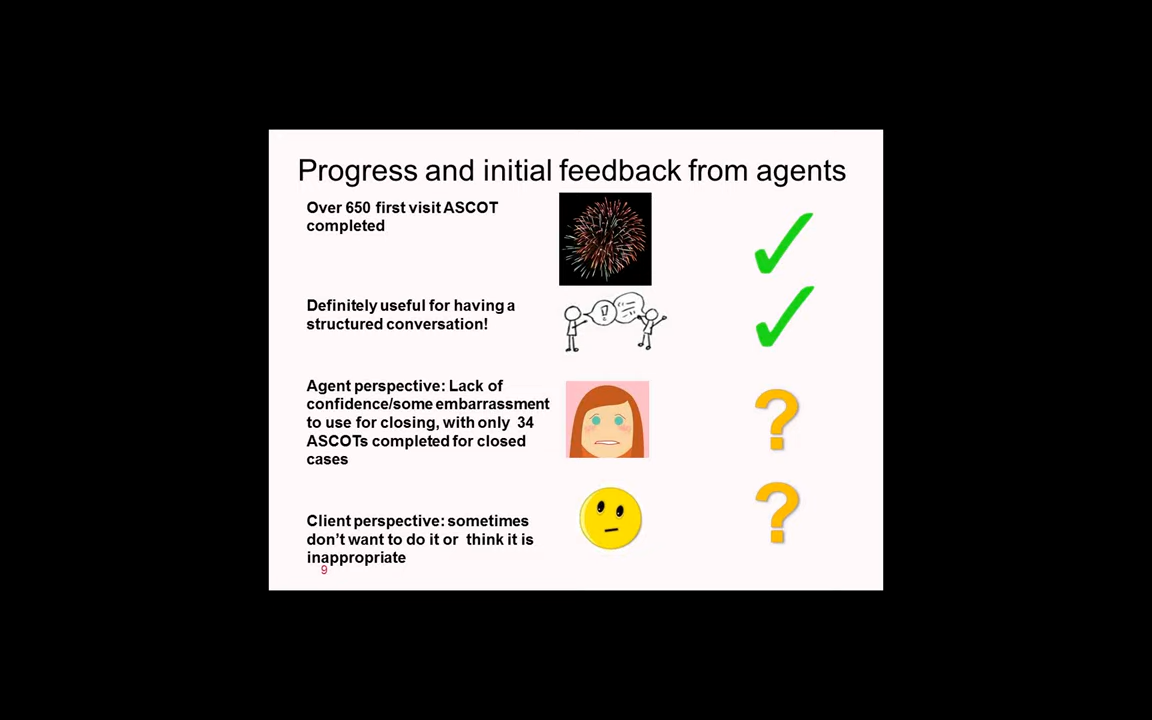 Progress and initial feedback from agents
Over 650 first visit ASCOT
completed
Definitely useful for having a
structured conversation!
Agent perspective: Lack of
confidence/some embarrassment
to use for closing, with only 34
ASCOTs completed for closed
cases
Client perspective: sometimes
don't want to do it or think it is
inappropriate
9